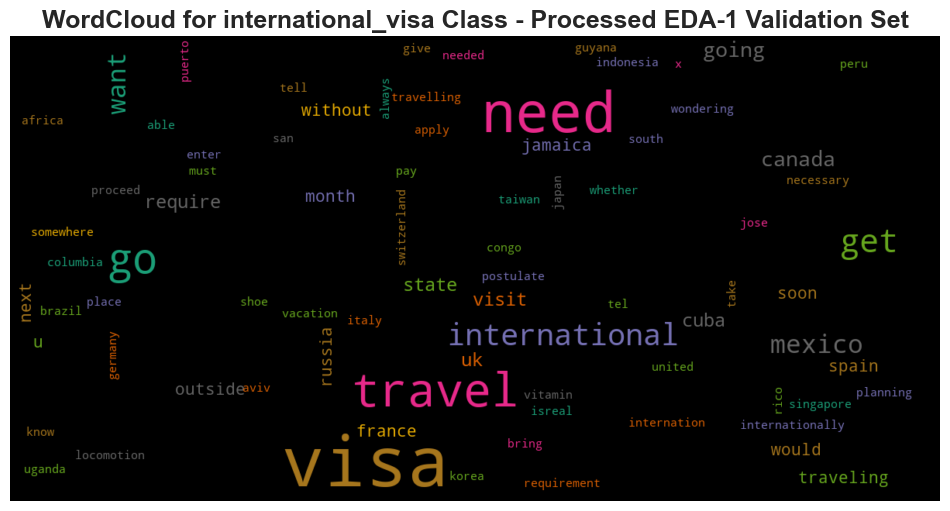 WordCloud for international_visa Class - Processed EDA-1 Validation Set
give
needed
guyana
going
puerto
indonesia
x
peru
want
tell
always
travelling
need
without
wondering
africa
able
apply
san
jamaica
south
enter
canada
must
pay
necessary
proceed
require
month
switzerland
taiwan
japan
whether
somewhere
jose
columbia
go
congo
get
postulate
next
brazil
place
shoe
vacation
state
visit
tel
take
soon
u
germany
italy
russia
international
cuba
mexico
uk
united
spain
outside
aviv
travel
vitamin
isreal
rico
singapore
planning
know
france
internation
internationally
locomotion
bring
would
uganda
visa
korea
requirement
traveling